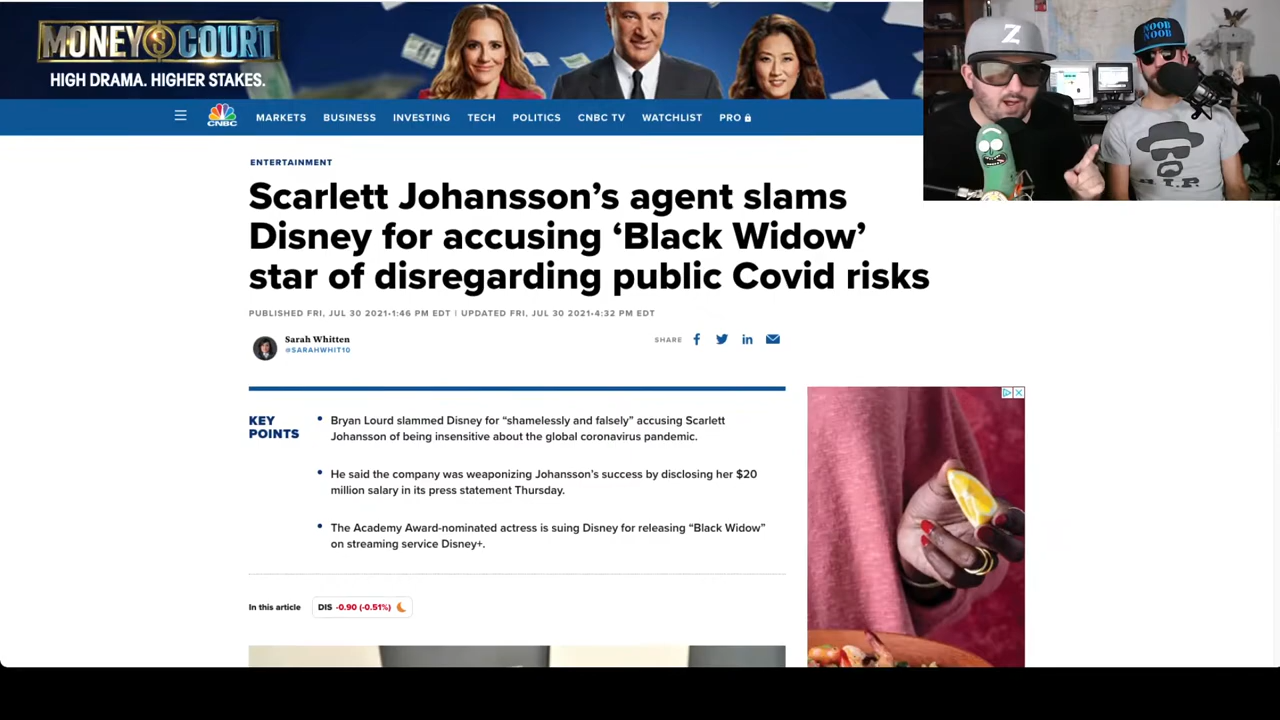 MONEY COURT
HIGH DRAMA. HIGHER STAKES.
CNBC
MARKETS BUSINESS INVESTING TECH POLITICS CNBC TV WATCHLIST PRO
NOOB
NOOB
Z
R.I.P.
ENTERTAINMENT
Scarlett Johansson’s agent slams
Disney for accusing ‘Black Widow’
star of disregarding public Covid risks
PUBLISHED FRI, JUL 30 2021•1:46 PM EDT | UPDATED FRI, JUL 30 2021•4:32 PM EDT
Sarah Whitten
@SARAHWHIT10
SHARE
KEY
POINTS
Bryan Lourd slammed Disney for “shamelessly and falsely” accusing Scarlett
Johansson of being insensitive about the global coronavirus pandemic.
He said the company was weaponizing Johansson’s success by disclosing her $20
million salary in its press statement Thursday.
The Academy Award-nominated actress is suing Disney for releasing “Black Widow”
on streaming service Disney+.
In this article DIS -0.90 (-0.51%)